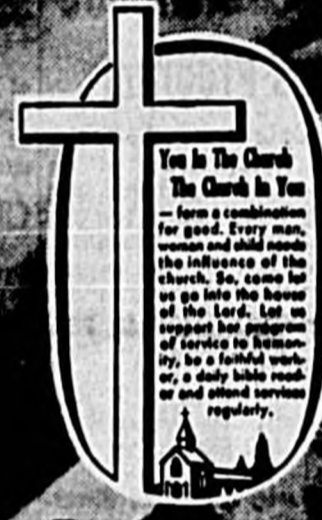 You In The Church
The Church In You
— form a combination
for good. Every man,
woman and child needs
the influence of the
church. So, come let
us go into the house
of the Lord. Let us
support her program
of service to human-
ity, be a faithful work-
er, a daily bible read-
er and attend services
regularly.